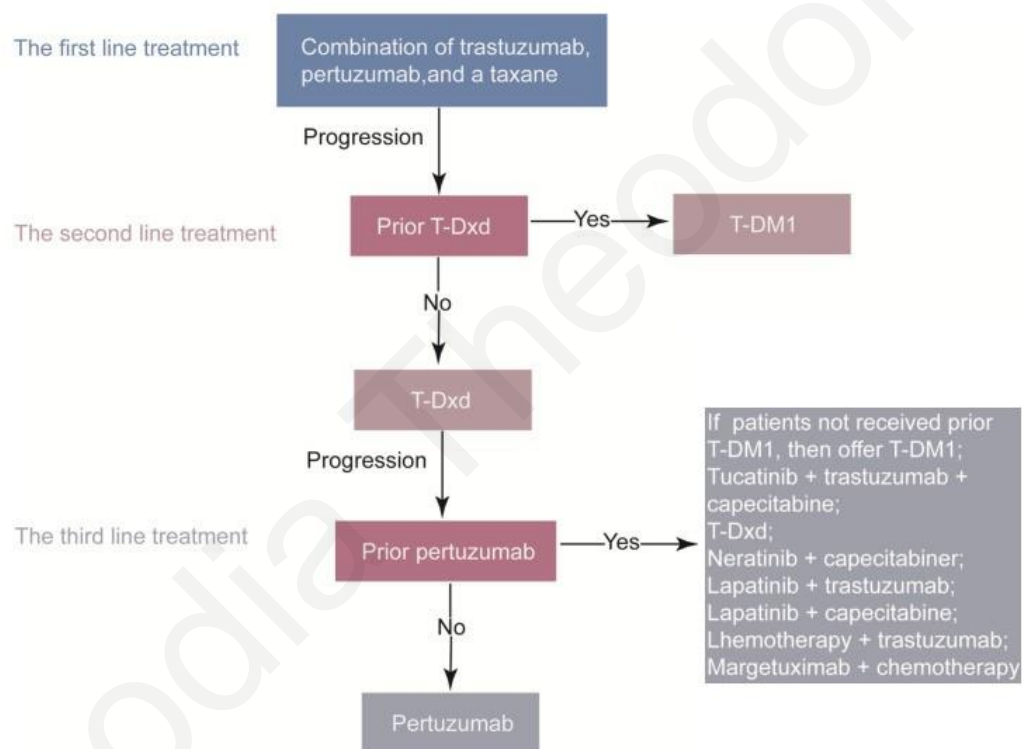 The first line treatment
Combination of trastuzumab,
pertuzumab,and a taxane
Progression
The second line treatment
Prior T-Dxd
Yes
T-DM1
No
T-Dxd
Progression
The third line treatment
Prior pertuzumab
Yes
If patients not received prior
T-DM1, then offer T-DM1;
Tucatinib + trastuzumab +
capecitabine;
T-Dxd;
Neratinib + capecitabiner;
Lapatinib + trastuzumab;
Lapatinib + capecitabine;
Lhemotherapy + trastuzumab;
Margetuximab + chemotherapy
No
Pertuzumab